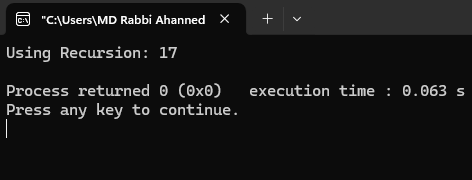 "C:\Users\MD Rabbi Ahanned
Using Recursion: 17
Process returned 0 (0x0)   execution time : 0.063 s
Press any key to continue.